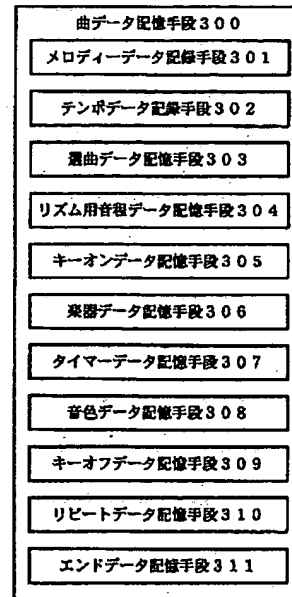 曲データ記憶手段300
メロディーデータ記録手段301
テンポデータ記録手段302
選曲データ記憶手段303
リズム用音程データ記憶手段304
キーオンデータ記憶手段305
楽器データ記憶手段306
タイマーデータ記憶手段307
音色データ記憶手段308
キーオフデータ記憶手段309
リピートデータ記憶手段310
エンドデータ記憶手段311